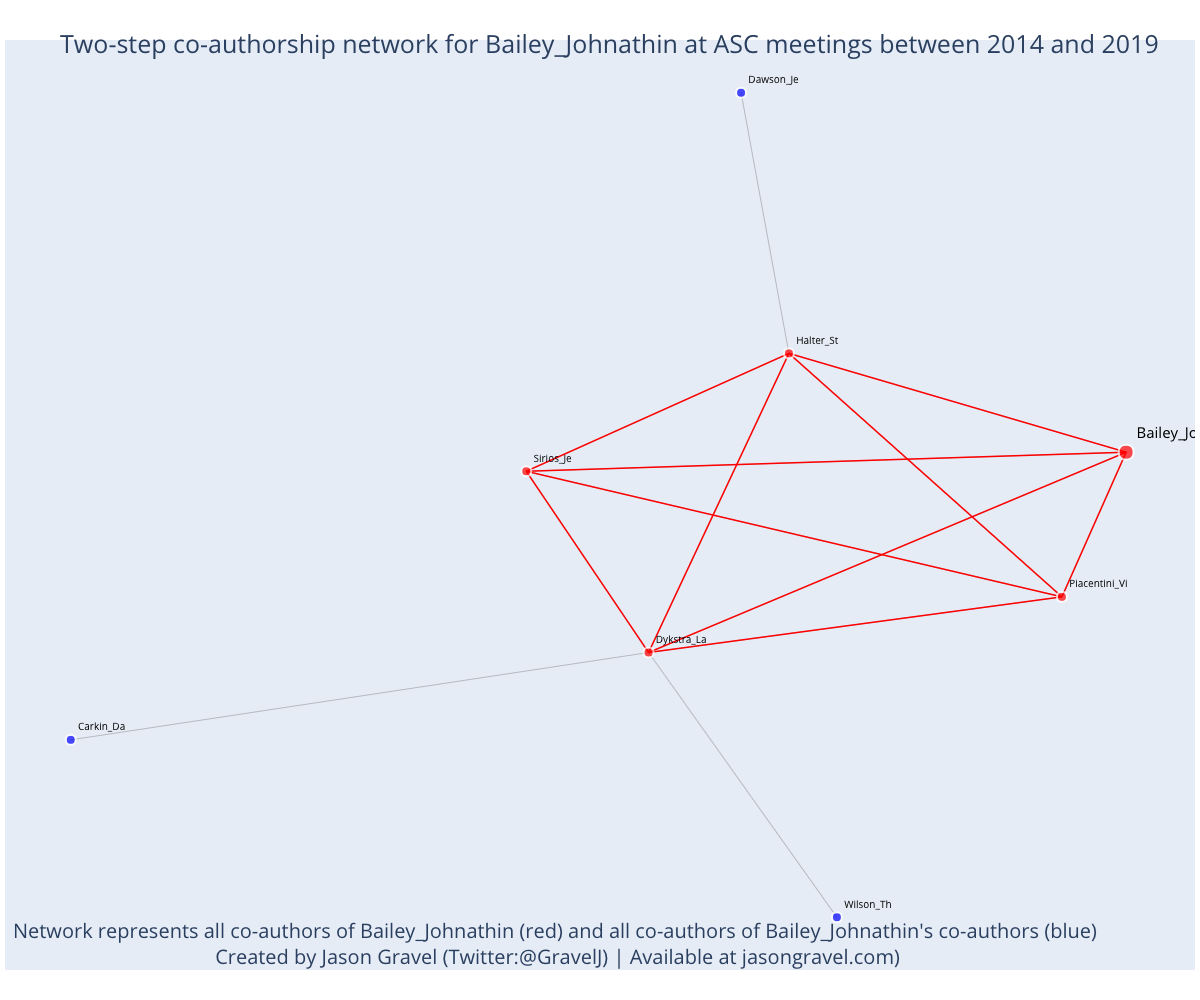 Two-step co-authorship network for Bailey_Johnathin at ASC meetings between 2014 and 2019
Dawson_Je
Halter_St
Bailey_Jo
Sirios_Je
Piacentini_Vi
Dykstra_La
Carkin_Da
Wilson_Th
Network represents all co-authors of Bailey_Johnathin (red) and all co-authors of Bailey_Johnathin's co-authors (blue)
Created by Jason Gravel (Twitter:@GravelJ) | Available at jasongravel.com)